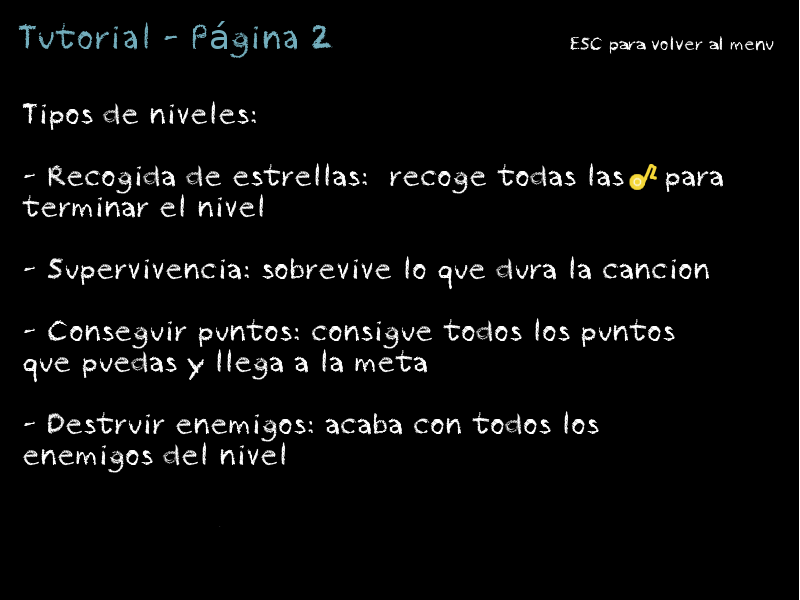 Tutorial - Página 2
ESC para volver al menu
Tipos de niveles:
- Recogida de estrellas: recoge todas las para
terminar el nivel
- Supervivencia: sobrevive lo que dura la cancion
- Conseguir puntos: consigue todos los puntos
que puedas y llega a la meta
- Destruir enemigos: acaba con todos los
enemigos del nivel